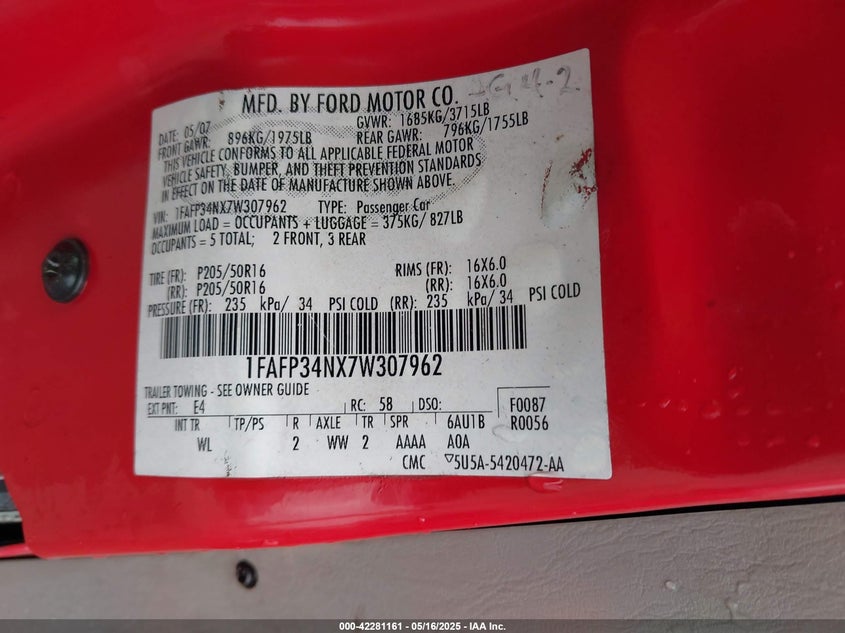 MFD. BY FORD MOTOR CO.
DATE: 05/07 GVWR: 1685KG/3715LB
FRONT GAWR: 896KG/1975LB REAR GAWR: 796KG/1755LB
THIS VEHICLE CONFORMS TO ALL APPLICABLE FEDERAL MOTOR
VEHICLE SAFETY, BUMPER, AND THEFT PREVENTION STANDARDS
IN EFFECT ON THE DATE OF MANUFACTURE SHOWN ABOVE.
VIN: 1FAFP34NX7W307962 TYPE: Passenger Car
MAXIMUM LOAD = OCCUPANTS + LUGGAGE = 375KG/ 827LB
OCCUPANTS = 5 TOTAL; 2 FRONT, 3 REAR
TIRE (FR): P205/50R16 RIMS (FR): 16X6.0
(RR): P205/50R16 (RR): 16X6.0
PRESSURE (FR): 235 kPa/ 34 PSI COLD (RR): 235 kPa/ 34 PSI COLD
1FAFP34NX7W307962
TRAILER TOWING - SEE OWNER GUIDE
EXT PNT: E4 RC: 58 DSO: F0087
INT TR TP/PS R AXLE TR SPR 6AU1B R0056
WL 2 WW 2 AAAA A0A
CMC ▽5U5A-5420472-AA
000-42281161 - 05/16/2025 - IAA Inc.